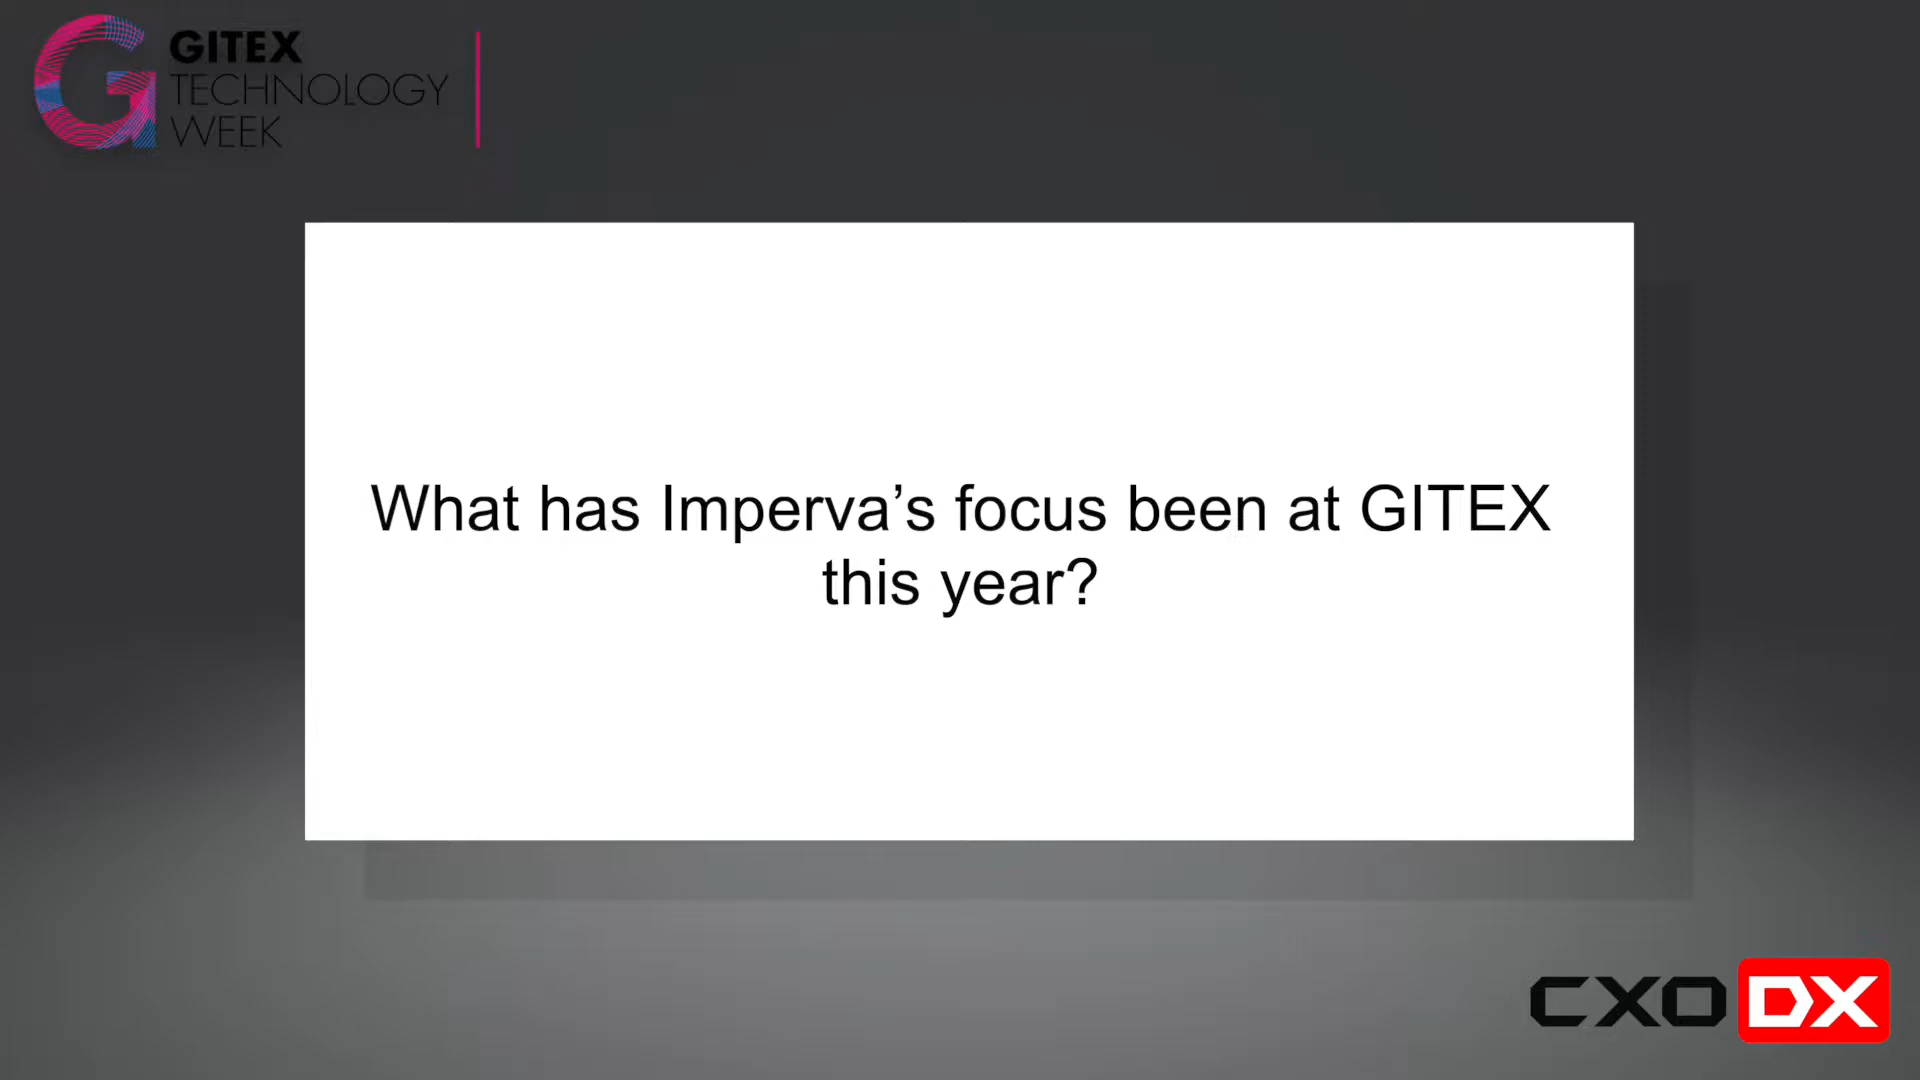 GITEX
TECHNOLOGY
WEEK
What has Imperva’s focus been at GITEX
this year?
CXO DX